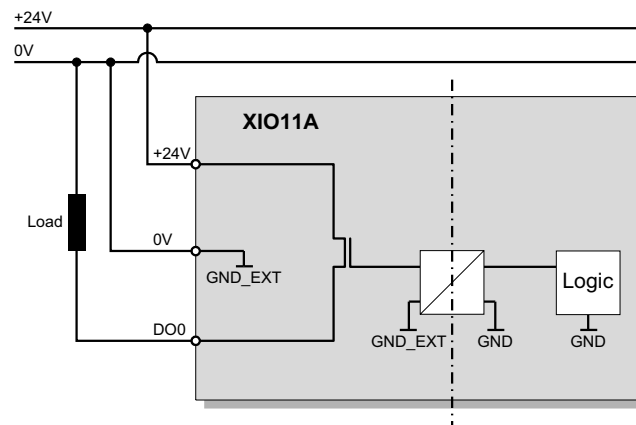 +24V
0V
XIO11A
+24V
Load
0V
GND_EXT
Logic
DO0
GND_EXT
GND
GND